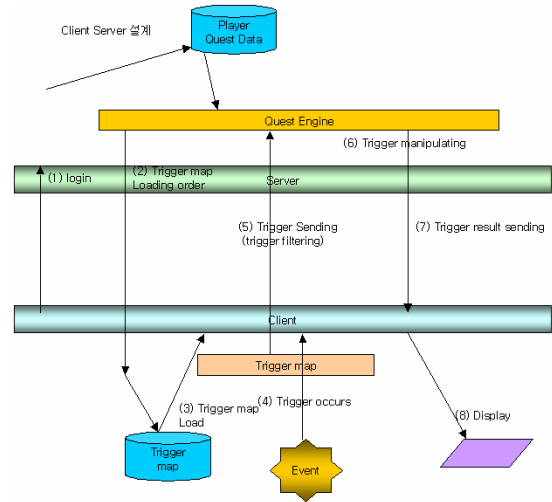 Client Server 설계
Player
Quest Data
Quest Engine
(6) Trigger manipulating
(1) login
(2) Trigger map
Loading order
Server
(5) Trigger Sending
(trigger filtering)
(7) Trigger result sending
Client
Trigger map
(3) Trigger map
Load
(4) Trigger occurs
(8) Display
Trigger
map
Event